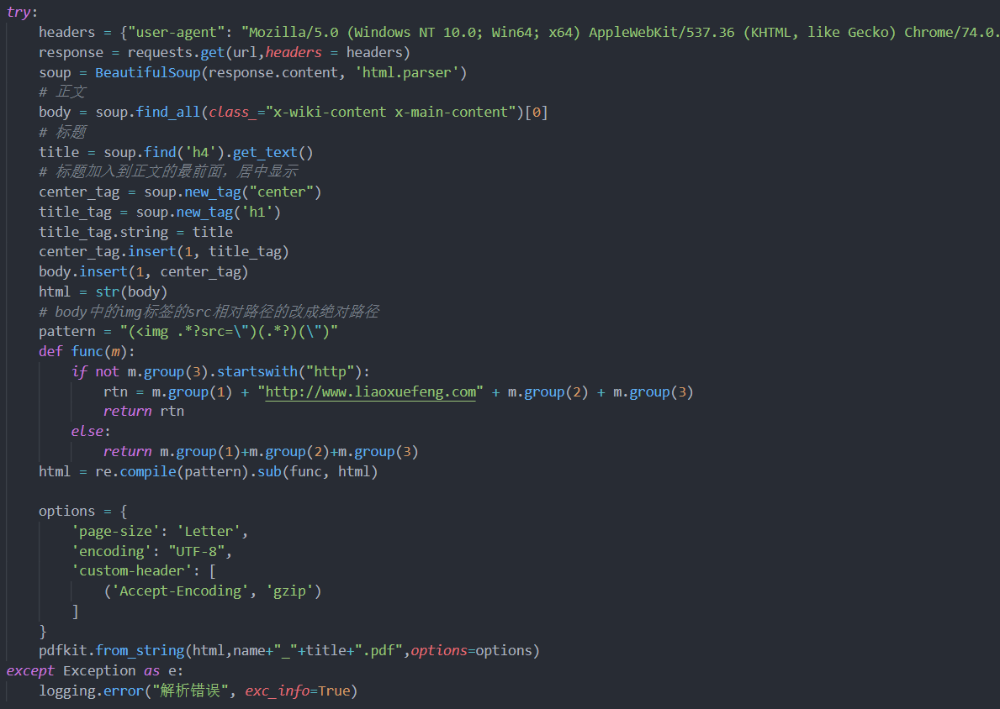 try:
    headers = {"user-agent": "Mozilla/5.0 (Windows NT 10.0; Win64; x64) AppleWebKit/537.36 (KHTML, like Gecko) Chrome/74.0.
    response = requests.get(url,headers = headers)
    soup = BeautifulSoup(response.content, 'html.parser')
    # 正文
    body = soup.find_all(class_="x-wiki-content x-main-content")[0]
    # 标题
    title = soup.find('h4').get_text()
    # 标题加入到正文的最前面，居中显示
    center_tag = soup.new_tag("center")
    title_tag = soup.new_tag('h1')
    title_tag.string = title
    center_tag.insert(1, title_tag)
    body.insert(1, center_tag)
    html = str(body)
    # body中的img标签的src相对路径的改成绝对路径
    pattern = "(<img .*?src=\")(.*?)(\")"
    def func(m):
        if not m.group(3).startswith("http"):
            rtn = m.group(1) + "http://www.liaoxuefeng.com" + m.group(2) + m.group(3)
            return rtn
        else:
            return m.group(1)+m.group(2)+m.group(3)
    html = re.compile(pattern).sub(func, html)
    options = {
        'page-size': 'Letter',
        'encoding': "UTF-8",
        'custom-header': [
            ('Accept-Encoding', 'gzip')
        ]
    }
    pdfkit.from_string(html,name+"_"+title+".pdf",options=options)
except Exception as e:
    logging.error("解析错误", exc_info=True)